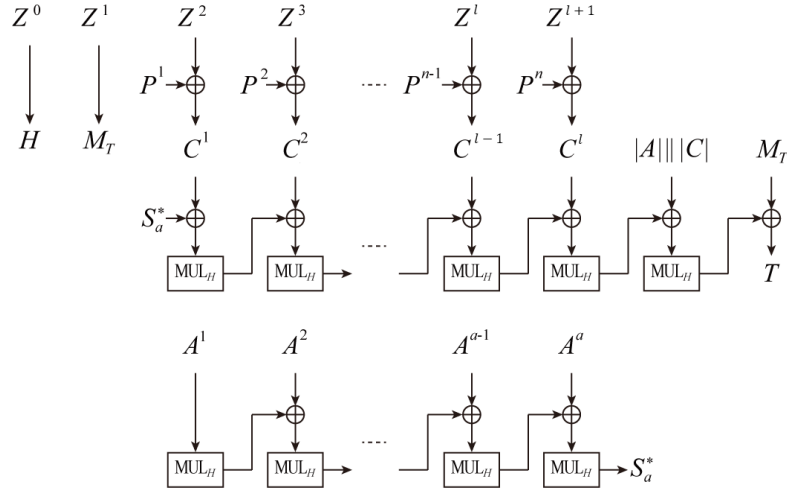 Z^0 Z^1 Z^2 Z^3 Z^l Z^{l+1}
P^1 P^2 P^{n-1} P^n
H M_T C^1 C^2 C^{l-1} C^l |A||||C| M_T
S_a^*
MUL_H MUL_H MUL_H MUL_H MUL_H T
A^1 A^2 A^{a-1} A^a
MUL_H MUL_H MUL_H MUL_H S_a^*